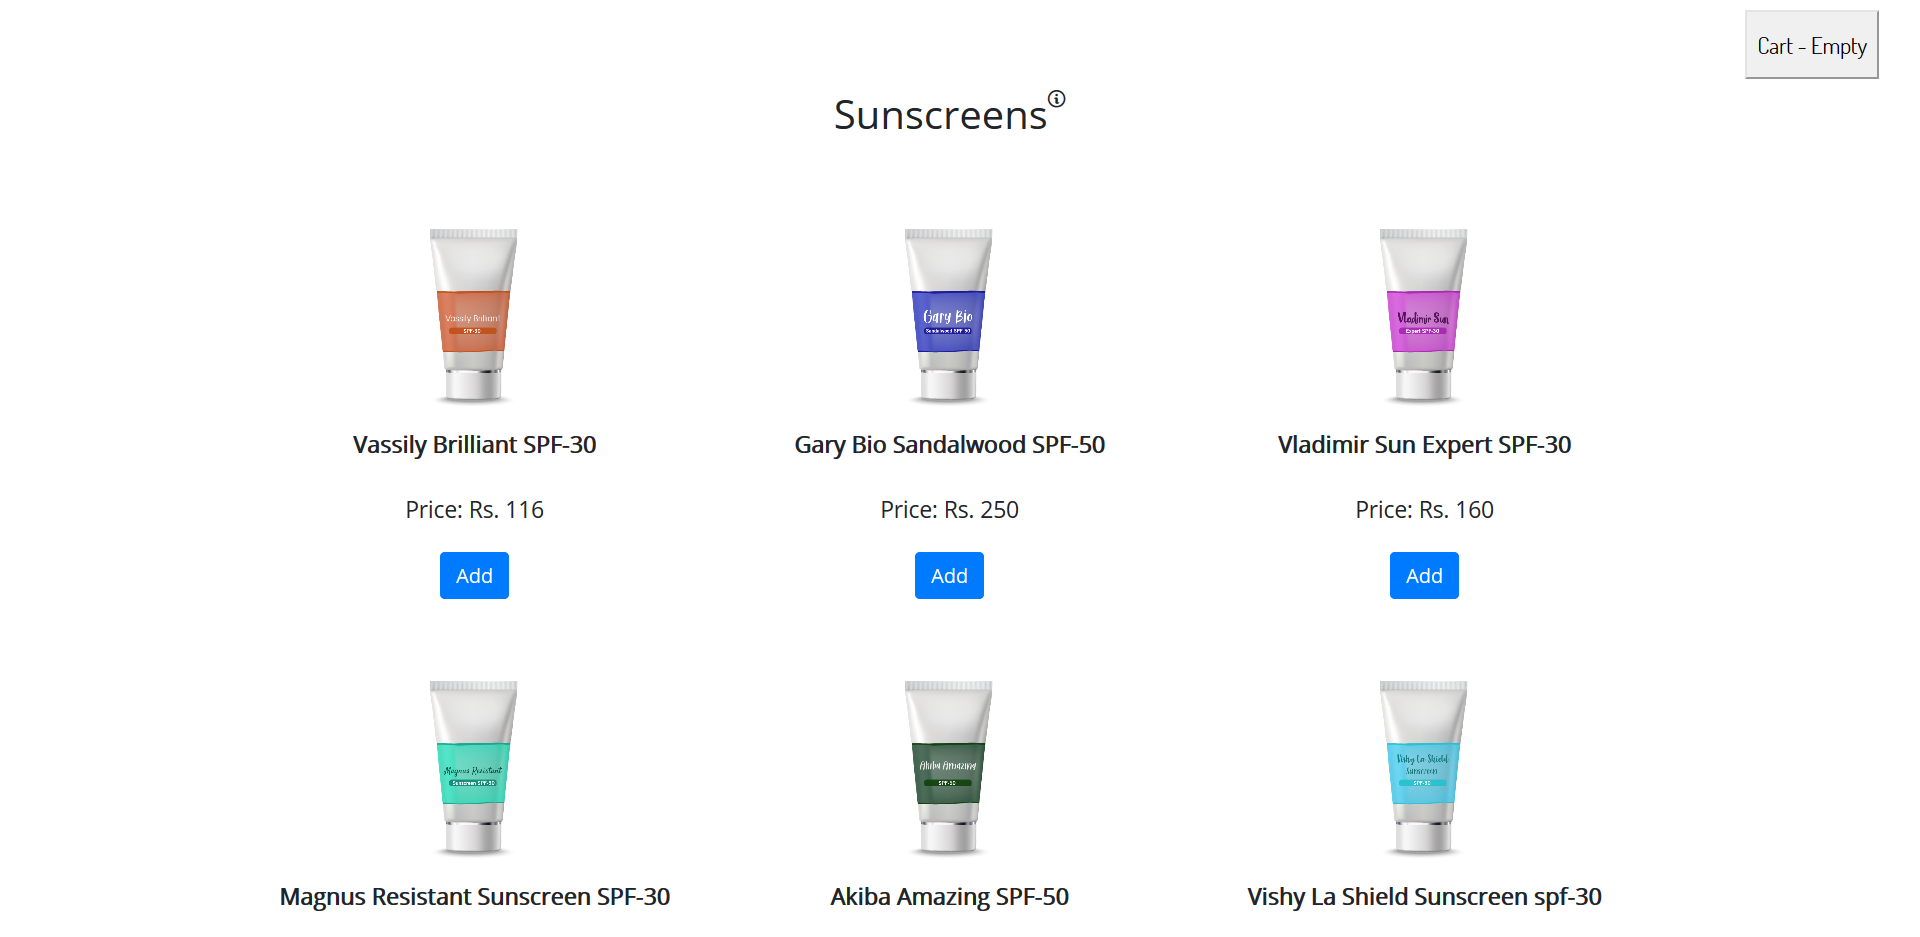 Cart - Empty
Sunscreens
Vassily Brilliant
SPF-30
Gary Bio
Sandalwood SPF 50
Vladimir Sun
Expert SPF-30
Vassily Brilliant SPF-30
Gary Bio Sandalwood SPF-50
Vladimir Sun Expert SPF-30
Price: Rs. 116
Price: Rs. 250
Price: Rs. 160
Add
Add
Add
Magnus Resistant
Sunscreen SPF-30
Akiba Amazing
SPF-50
Vishy La Shield
Sunscreen
SPF-30
Magnus Resistant Sunscreen SPF-30
Akiba Amazing SPF-50
Vishy La Shield Sunscreen spf-30